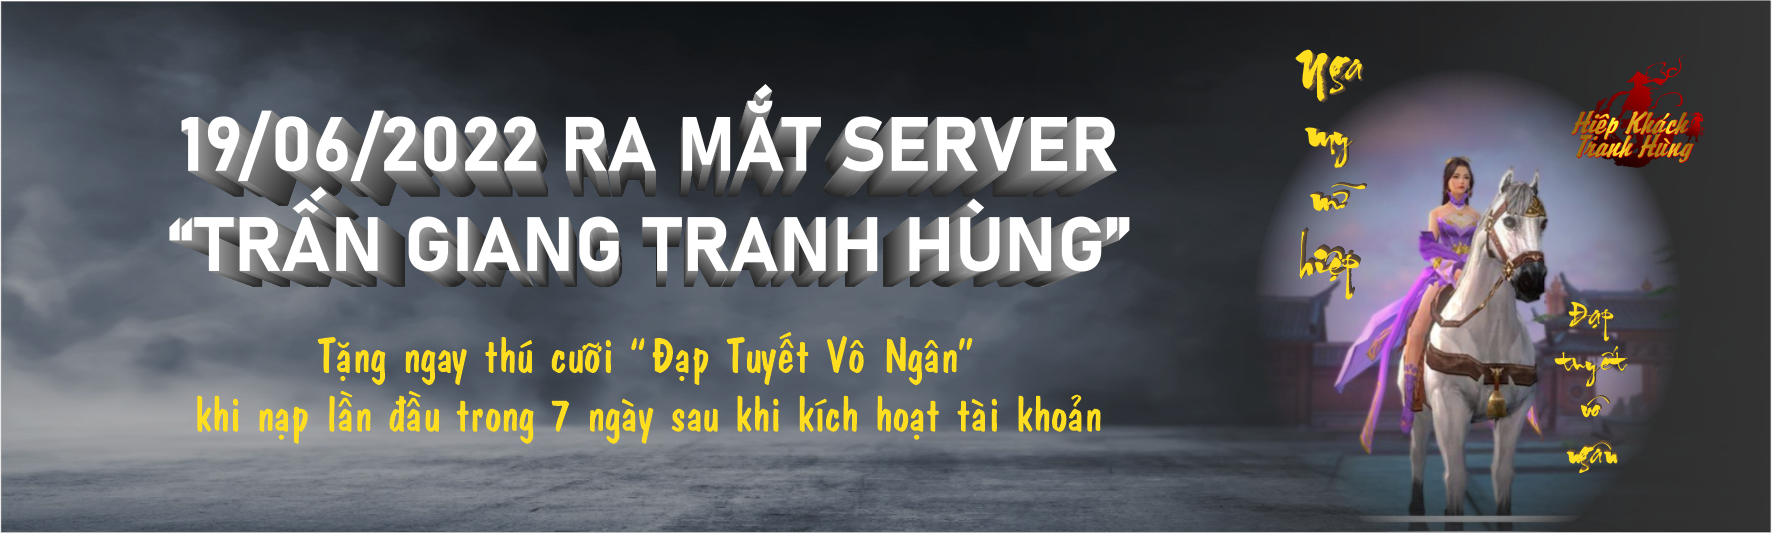 19/06/2022 RA MẮT SERVER
“TRẤN GIANG TRANH HÙNG”
Tặng ngay thú cưỡi “Đạp Tuyết Vô Ngân”
khi nạp lần đầu trong 7 ngày sau khi kích hoạt tài khoản
Nga
my
nữ
hiệp
Đạp
tuyết
vô
ngân
Hiệp Khách
Tranh Hùng